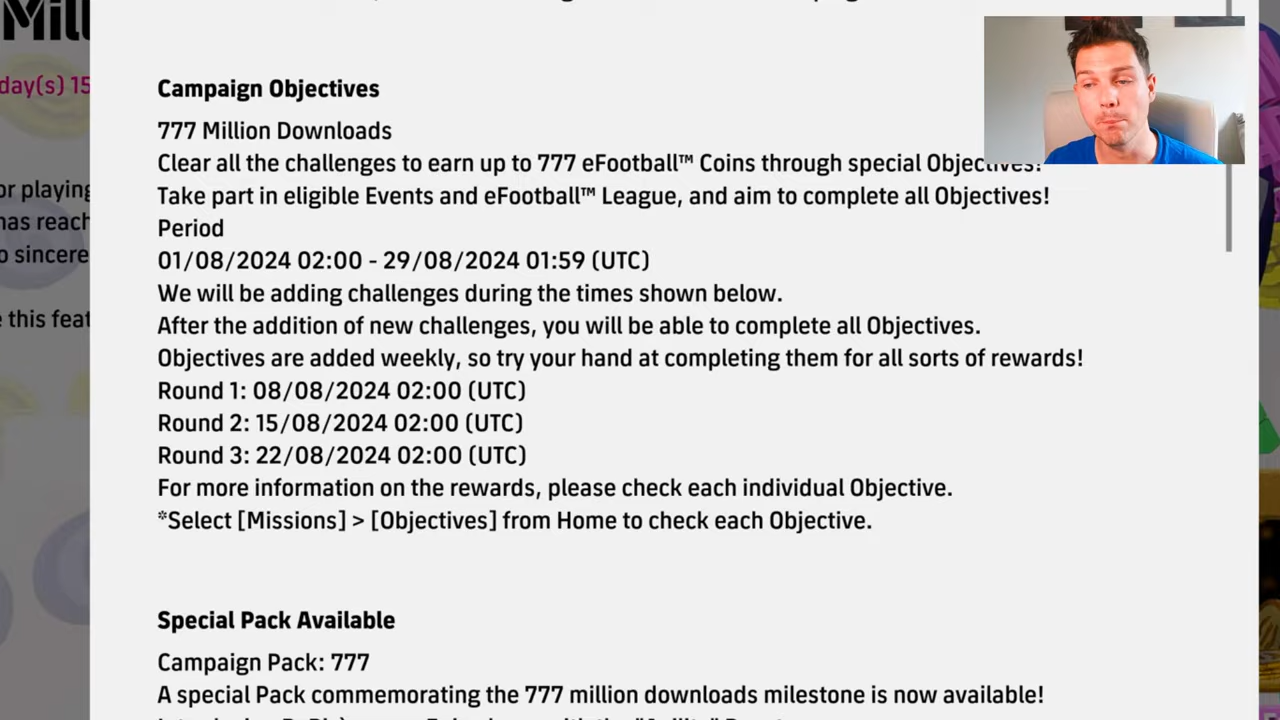 Mill
day(s) 15
or playing
has reach
o sincere
e this feat
Campaign Objectives
777 Million Downloads
Clear all the challenges to earn up to 777 eFootball™ Coins through special Objectives!
Take part in eligible Events and eFootball™ League, and aim to complete all Objectives!
Period
01/08/2024 02:00 - 29/08/2024 01:59 (UTC)
We will be adding challenges during the times shown below.
After the addition of new challenges, you will be able to complete all Objectives.
Objectives are added weekly, so try your hand at completing them for all sorts of rewards!
Round 1: 08/08/2024 02:00 (UTC)
Round 2: 15/08/2024 02:00 (UTC)
Round 3: 22/08/2024 02:00 (UTC)
For more information on the rewards, please check each individual Objective.
*Select [Missions] > [Objectives] from Home to check each Objective.
Special Pack Available
Campaign Pack: 777
A special Pack commemorating the 777 million downloads milestone is now available!